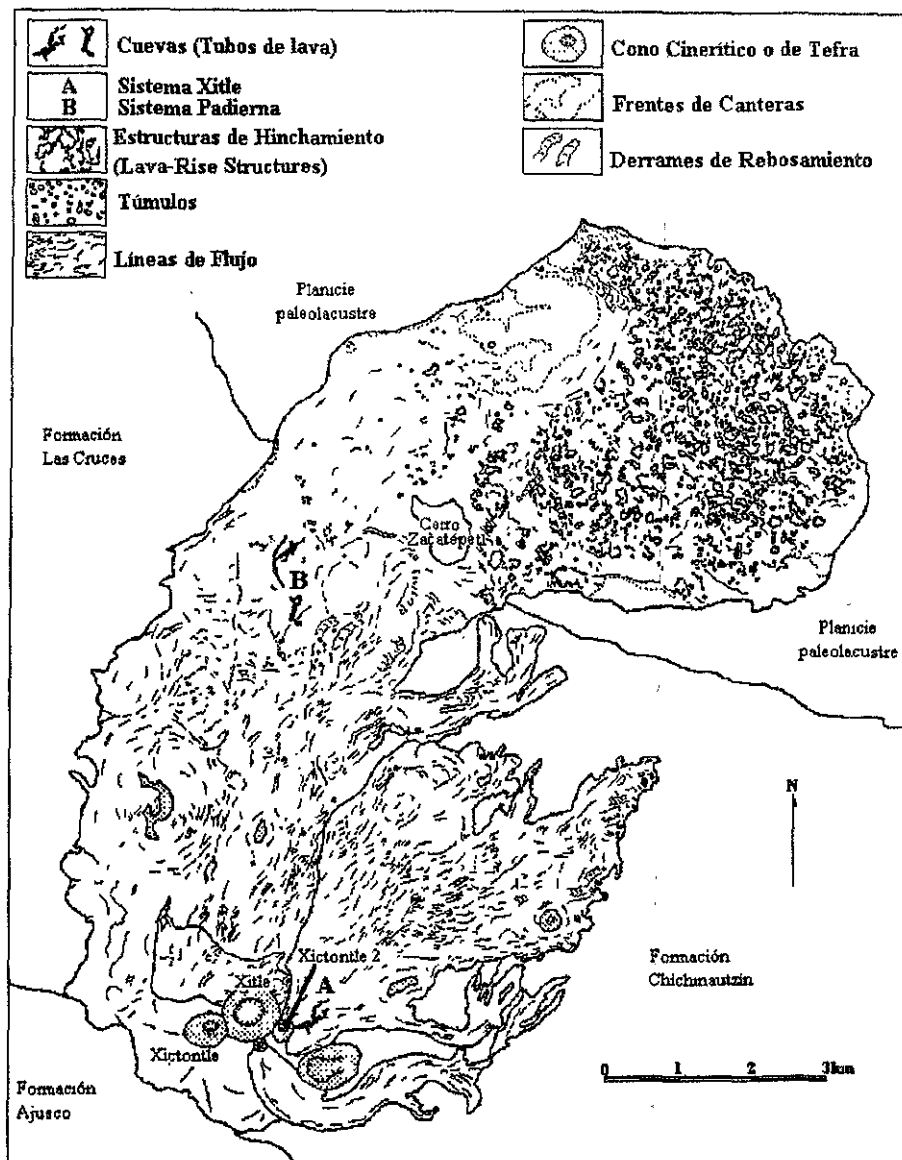 Cuevas (Tubos de lava)
A Sistema Xitle
B Sistema Padierna
Estructuras de Hinchamiento
(Lava-Rise Structures)
Túmulos
Líneas de Flujo
Cono Cinerítico o de Tefra
Frentes de Canteras
Derrames de Rebosamiento
Planicie
paleolacustre
Formación
Las Cruces
Cerro
Zacatépetl
B
Planicie
paleolacustre
N
Xictontle 2
Xitle
A
Xictontle
Formación
Chichinautzin
Formación
Ajusco
0 1 2 3km